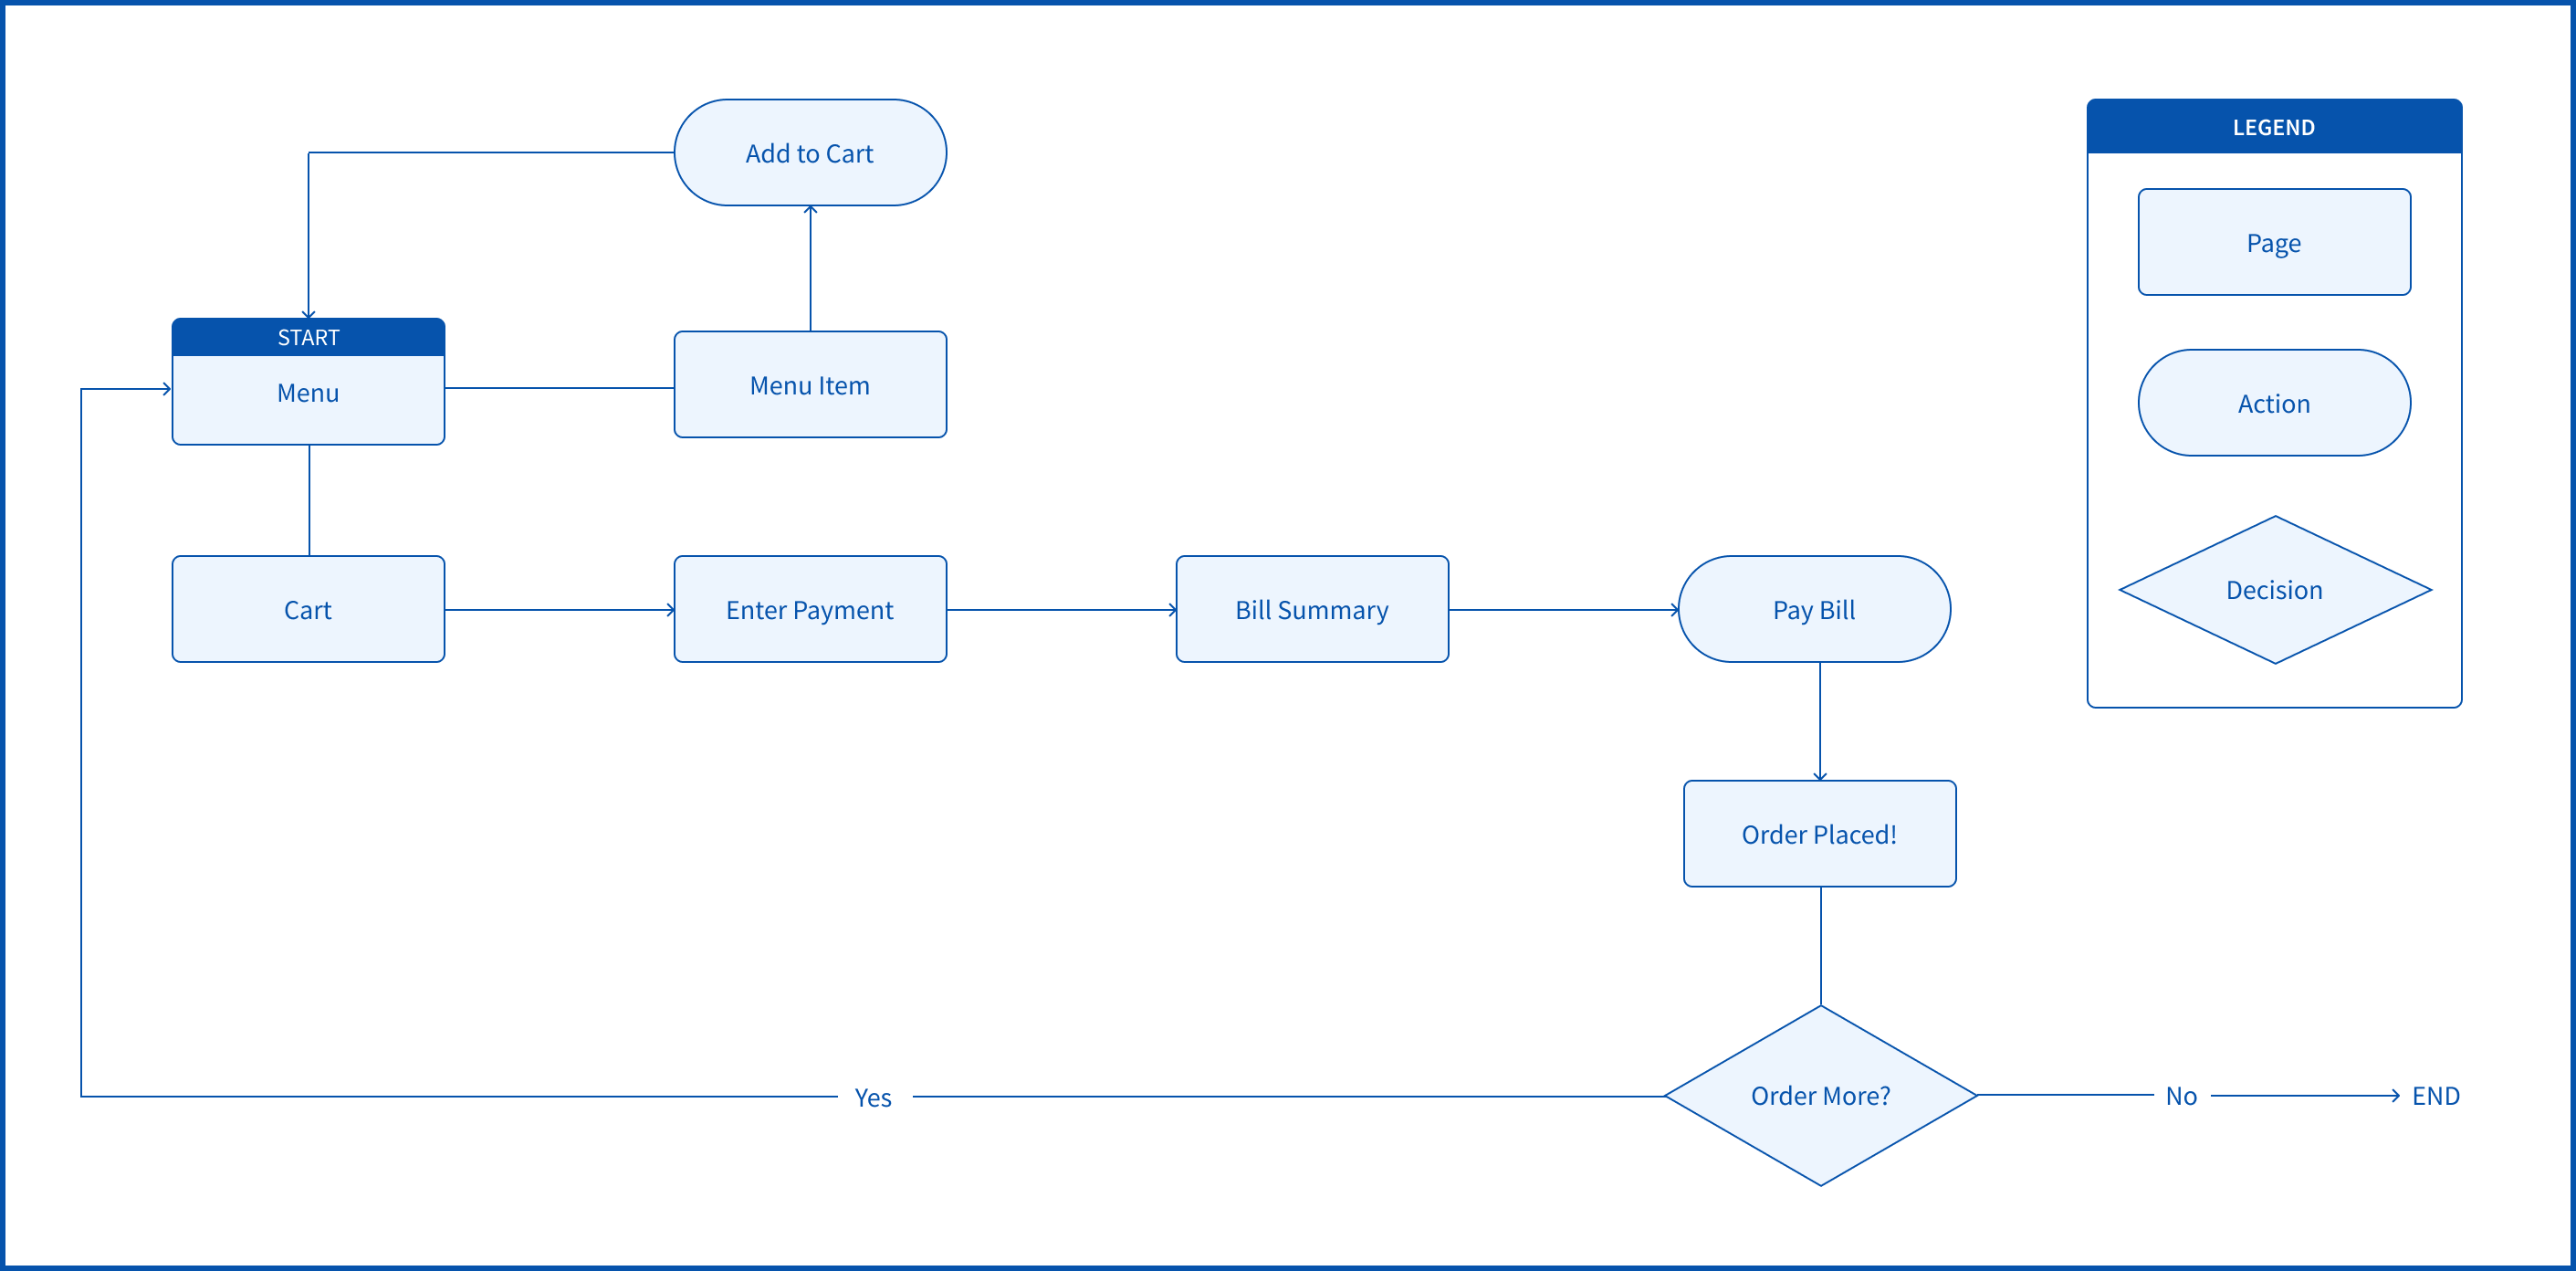 Add to Cart
START
Menu
Menu Item
Cart
Enter Payment
Bill Summary
Pay Bill
Order Placed!
Order More?
Yes
No
END
LEGEND
Page
Action
Decision